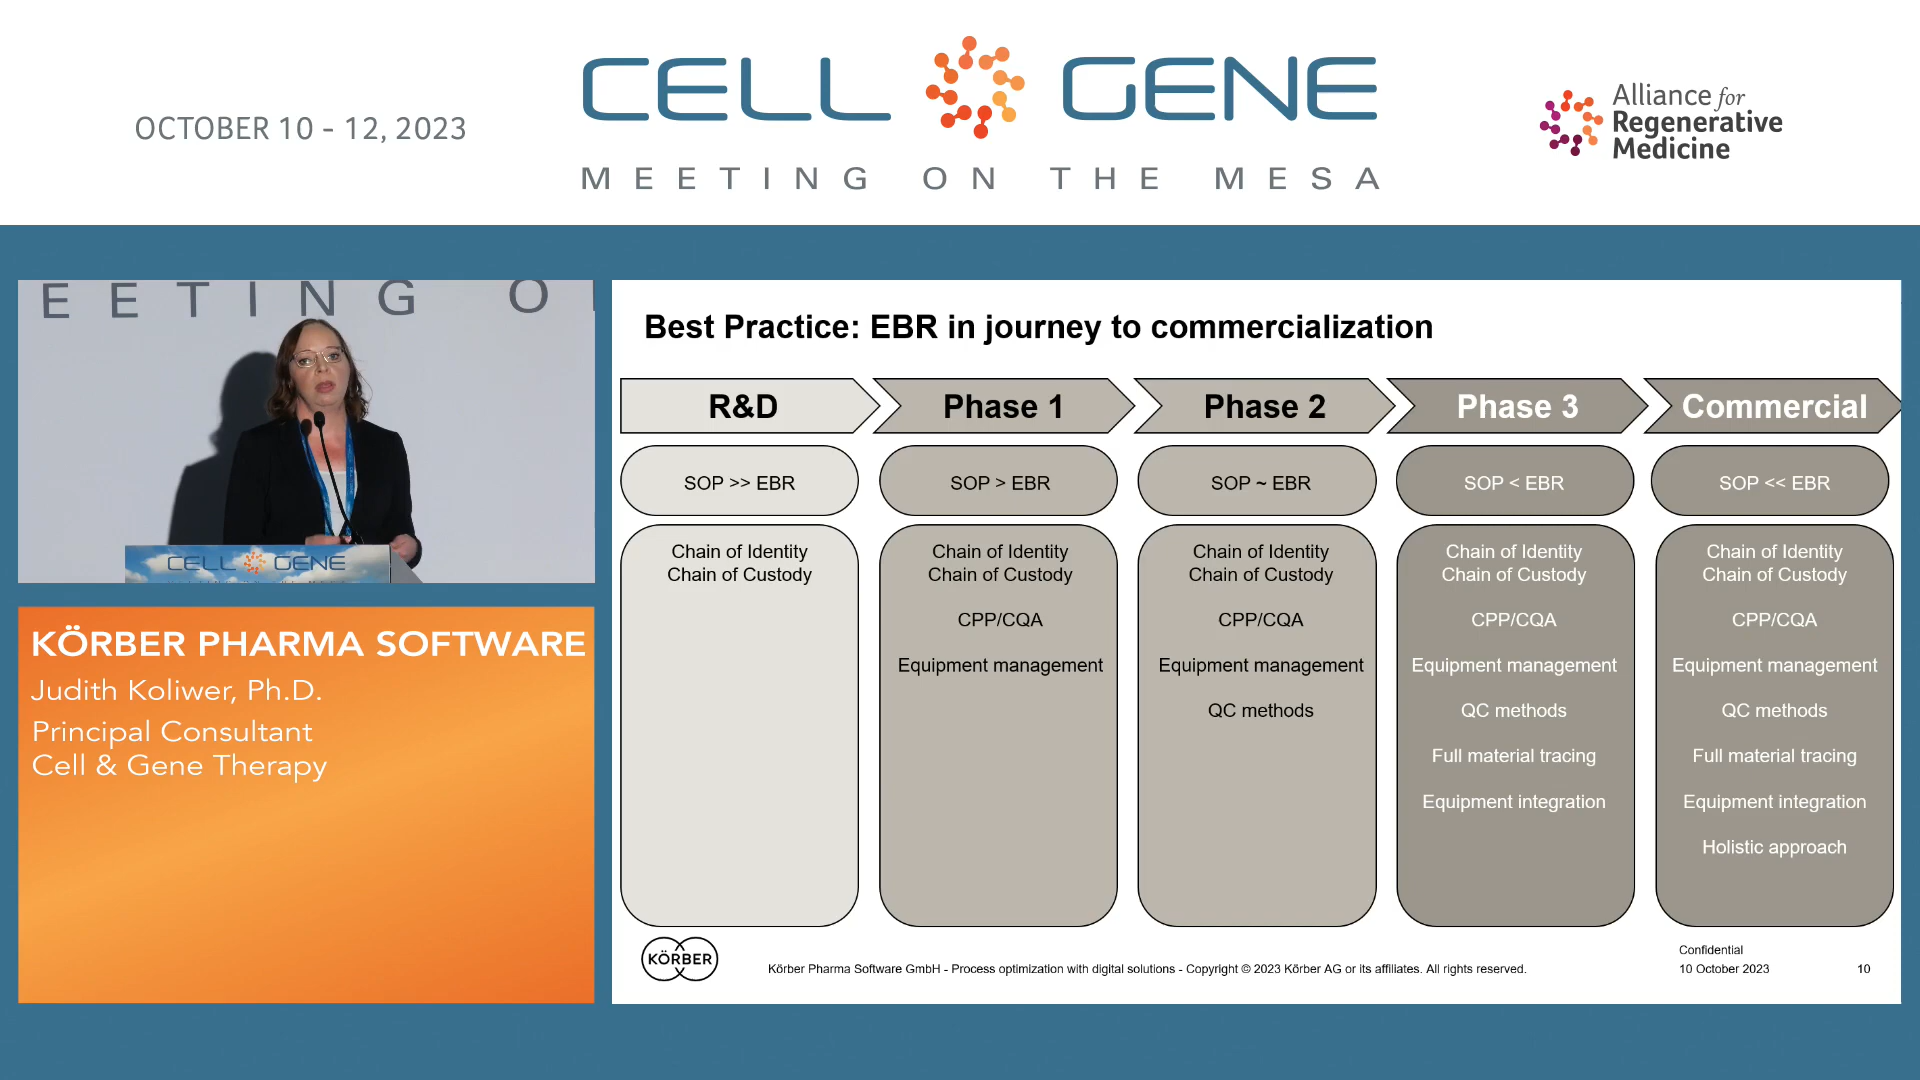 OCTOBER 10 - 12, 2023
CELL GENE
MEETING ON THE MESA
Alliance for
Regenerative
Medicine
EETING O
CELL GENE
KÖRBER PHARMA SOFTWARE
Judith Koliwer, Ph.D.
Principal Consultant
Cell & Gene Therapy
Best Practice: EBR in journey to commercialization
R&D
Phase 1
Phase 2
Phase 3
Commercial
SOP >> EBR
SOP > EBR
SOP ~ EBR
SOP < EBR
SOP << EBR
Chain of Identity
Chain of Custody
Chain of Identity
Chain of Custody
CPP/CQA
Equipment management
Chain of Identity
Chain of Custody
CPP/CQA
Equipment management
QC methods
Chain of Identity
Chain of Custody
CPP/CQA
Equipment management
QC methods
Full material tracing
Equipment integration
Chain of Identity
Chain of Custody
CPP/CQA
Equipment management
QC methods
Full material tracing
Equipment integration
Holistic approach
KÖRBER
Körber Pharma Software GmbH - Process optimization with digital solutions - Copyright © 2023 Körber AG or its affiliates. All rights reserved.
Confidential
10 October 2023
10